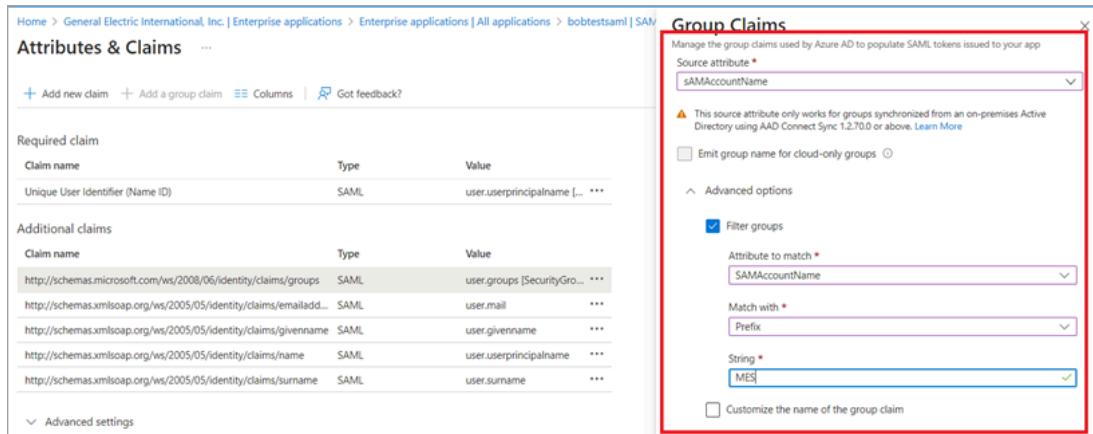 Home > General Electric International, Inc. | Enterprise applications > Enterprise applications | All applications > bobtestsaml | SAM
Attributes & Claims ...
Add new claim Add a group claim Columns Got feedback?
Required claim
Claim name Type Value
Unique User Identifier (Name ID) SAML user.userprincipalname [... •••
Additional claims
Claim name Type Value
http://schemas.microsoft.com/ws/2008/06/identity/claims/groups SAML user.groups [SecurityGro... •••
http://schemas.xmlsoap.org/ws/2005/05/identity/claims/emailadd... SAML user.mail •••
http://schemas.xmlsoap.org/ws/2005/05/identity/claims/givenname SAML user.givenname •••
http://schemas.xmlsoap.org/ws/2005/05/identity/claims/name SAML user.userprincipalname •••
http://schemas.xmlsoap.org/ws/2005/05/identity/claims/surname SAML user.surname •••
Advanced settings
Group Claims
Manage the group claims used by Azure AD to populate SAML tokens issued to your app
Source attribute *
sAMAccountName
This source attribute only works for groups synchronized from an on-premises Active
Directory using AAD Connect Sync 1.2.70.0 or above. Learn More
Emit group name for cloud-only groups
Advanced options
Filter groups
Attribute to match *
SAMAccountName
Match with *
Prefix
String *
MES
Customize the name of the group claim